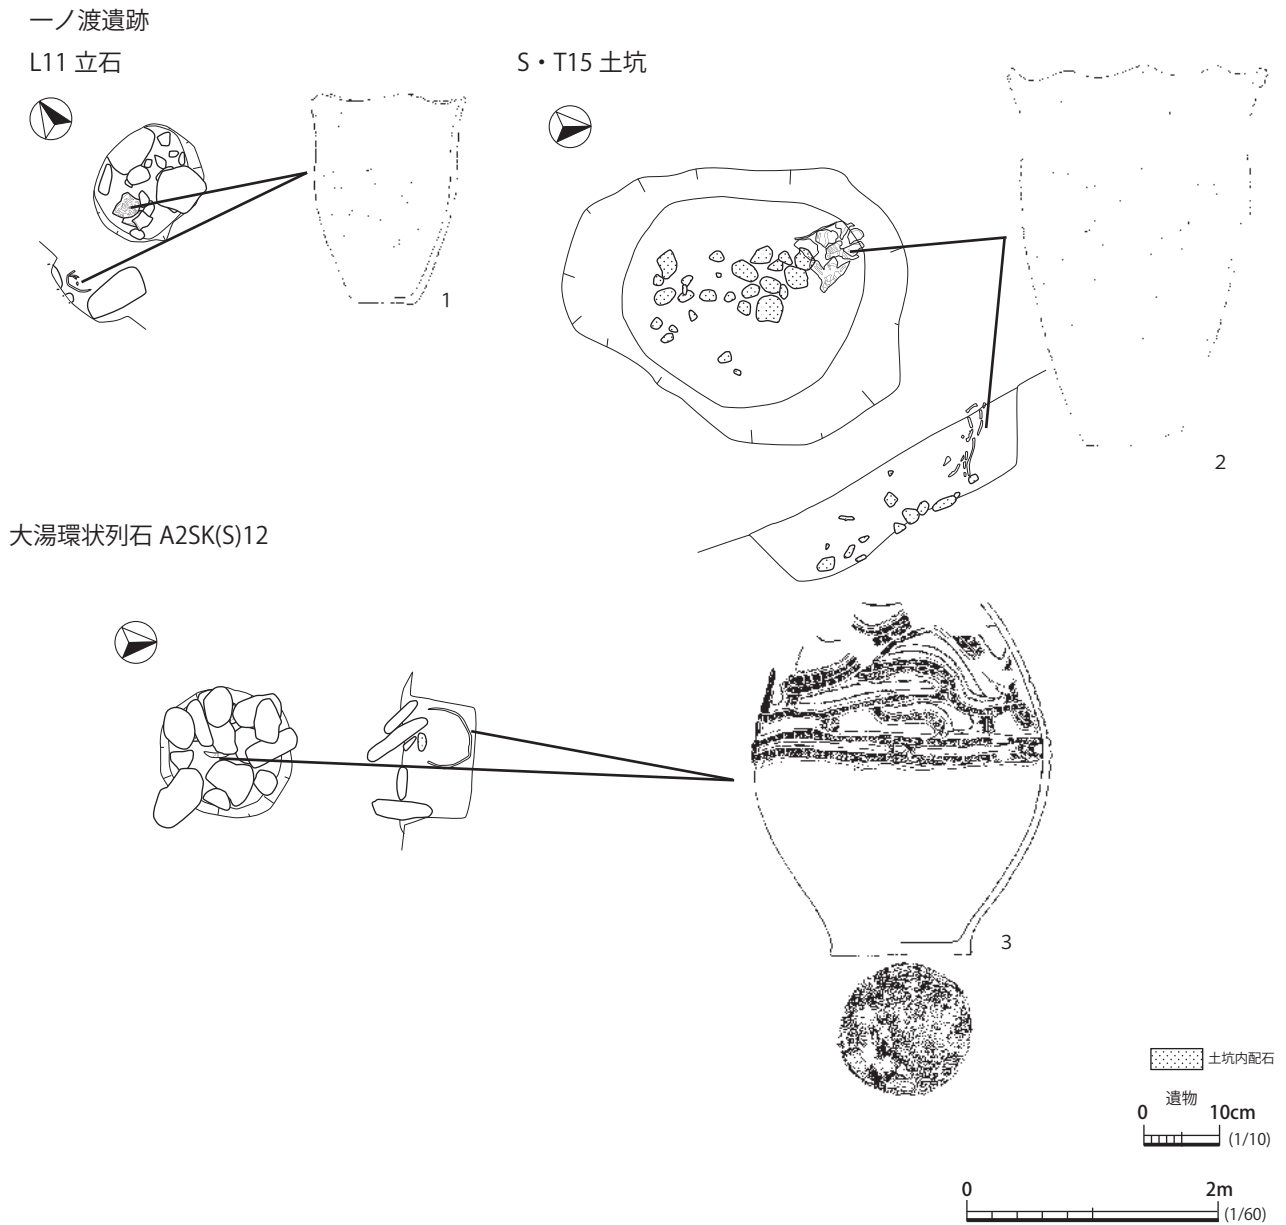 一ノ渡遺跡
L11 立石
S・T15 土坑
1
2
大湯環状列石 A2SK(S)12
3
土坑内配石
遺物
0 10cm
(1/10)
0 2m
(1/60)